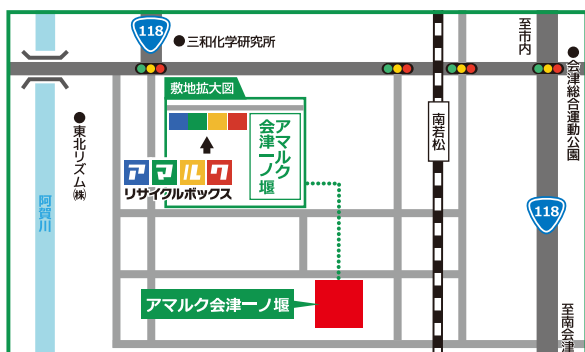 118
●三和化学研究所
至市内
●会津総合運動公園
敷地拡大図
アマルク
会津一ノ堰
アマルク
リサイクルボックス
●東北リズム㈱
阿賀川
南若松
118
アマルク会津一ノ堰
至南会津